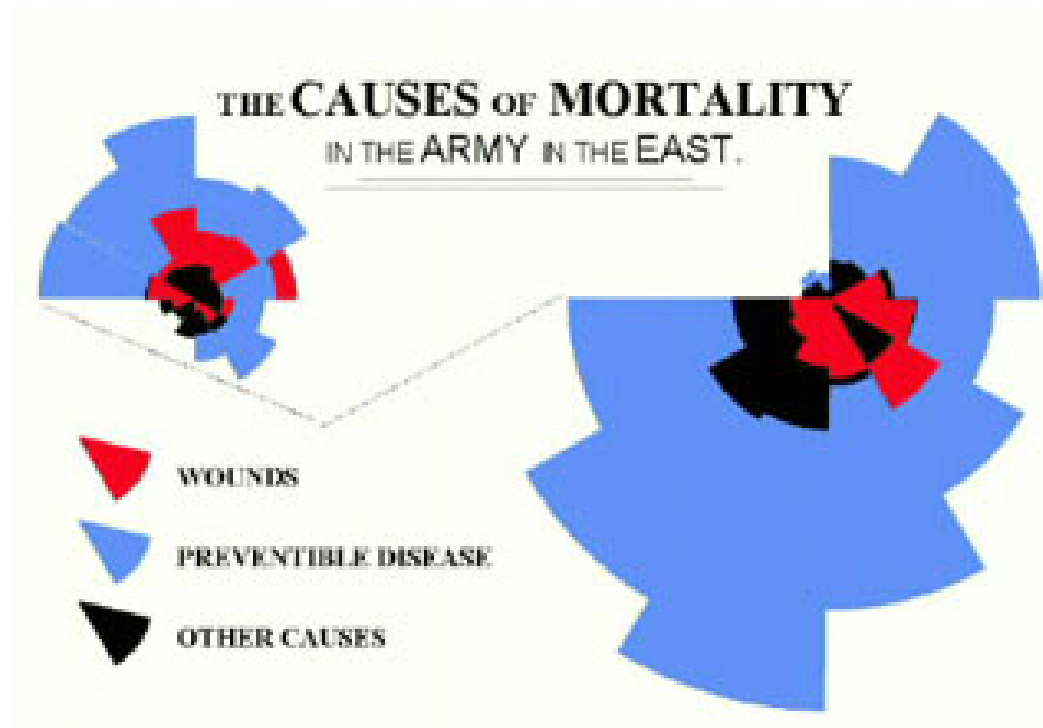 THE CAUSES OF MORTALITY
IN THE ARMY IN THE EAST.
WOUNDS
PREVENTIBLE DISEASE
OTHER CAUSES